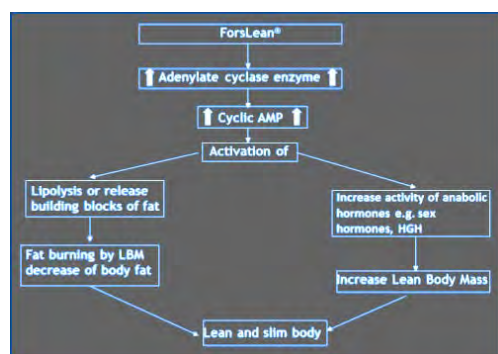 ForsLean®
Adenylate cyclase enzyme
Cyclic AMP
Activation of
Lipolysis or release
building blocks of fat
Increase activity of anabolic
hormones e.g. sex
hormones, HGH
Fat burning by LBM
decrease of body fat
Increase Lean Body Mass
Lean and slim body